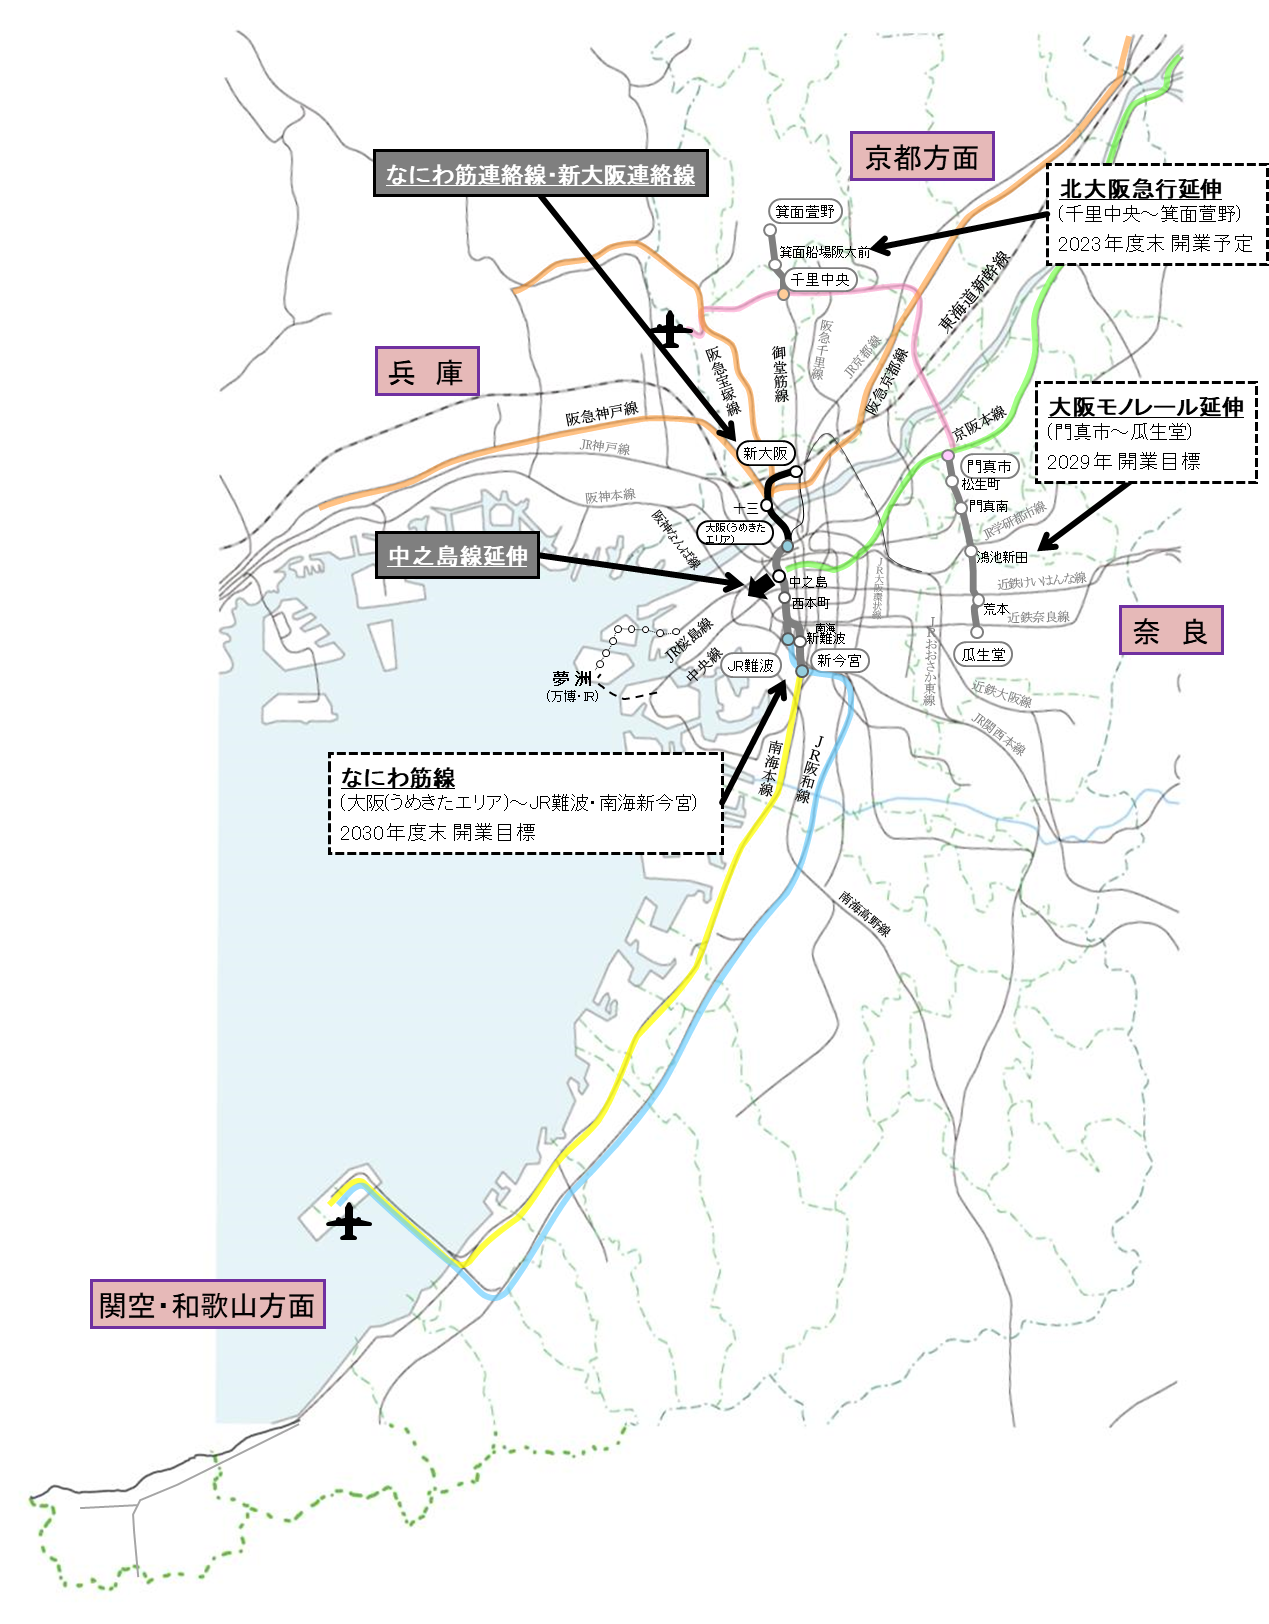 京都方面
なにわ筋連絡線・新大阪連絡線
北大阪急行延伸
(千里中央～箕面萱野)
2023年度末 開業予定
箕面萱野
箕面船場阪大前
千里中央
東海道新幹線
阪急千里線
JR京都線
阪急京都線
御堂筋線
阪急宝塚線
兵 庫
大阪モノレール延伸
(門真市～瓜生堂)
2029年 開業目標
阪急神戸線
JR神戸線
京阪本線
新大阪
門真市
松生町
阪神本線
十三
門真南
阪神なんば線
大阪(うめきた
エリア)
JR学研都市線
中之島線延伸
鴻池新田
中之島
JR大阪環状線
近鉄けいはんな線
西本町
荒本
近鉄奈良線
奈 良
JR桜島線
南海
新難波
JRおおさか東線
瓜生堂
中央線
JR難波
新今宮
夢 洲
(万博・IR)
近鉄大阪線
JR関西本線
なにわ筋線
(大阪(うめきたエリア)～JR難波・南海新今宮)
2030年度末 開業目標
南海本線
JR阪和線
南海高野線
関空・和歌山方面